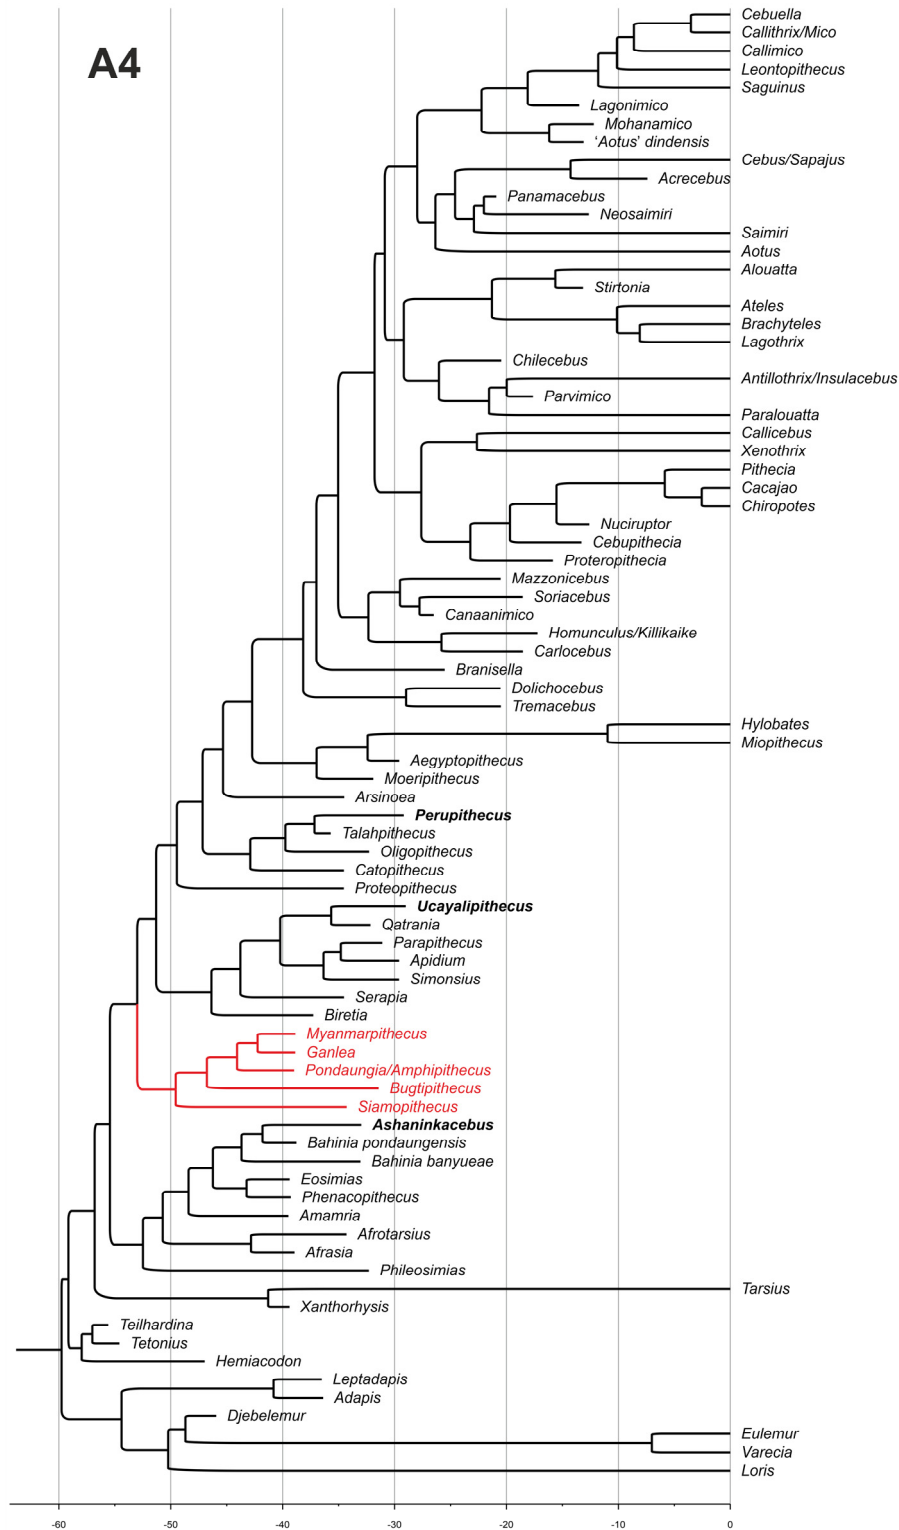 A4
Cebuella
Callithrix/Mico
Callimico
Leontopithecus
Saguinus
Lagonimico
Mohanamico
‘Aotus’ dindensis
Cebus/Sapajus
Acrecebus
Panamacebus
Neosaimiri
Saimiri
Aotus
Alouatta
Stirtonia
Ateles
Brachyteles
Lagothrix
Chilecebus
Antillothrix/Insulacebus
Parvimico
Paralouatta
Callicebus
Xenothrix
Pithecia
Cacajao
Chiropotes
Nuciruptor
Cebupithecia
Proteropithecia
Mazzonicebus
Soriacebus
Canaanimico
Homunculus/Killikaike
Carlocebus
Branisella
Dolichocebus
Tremacebus
Hylobates
Miopithecus
Aegyptopithecus
Moeripithecus
Arsinoea
Perupithecus
Talahpithecus
Oligopithecus
Catopithecus
Proteopithecus
Ucayalipithecus
Qatrania
Parapithecus
Apidium
Simonsius
Serapia
Biretia
Myanmarpithecus
Ganlea
Pondaungia/Amphipithecus
Bugtipithecus
Siamopithecus
Ashaninkacebus
Bahinia pondaungensis
Bahinia banyueae
Eosimias
Phenacopithecus
Amamria
Afrotarsius
Afrasia
Phileosimias
Tarsius
Xanthorhysis
Teilhardina
Tetonius
Hemiacodon
Leptadapis
Adapis
Djebelemur
Eulemur
Varecia
Loris
-60 -50 -40 -30 -20 -10 0